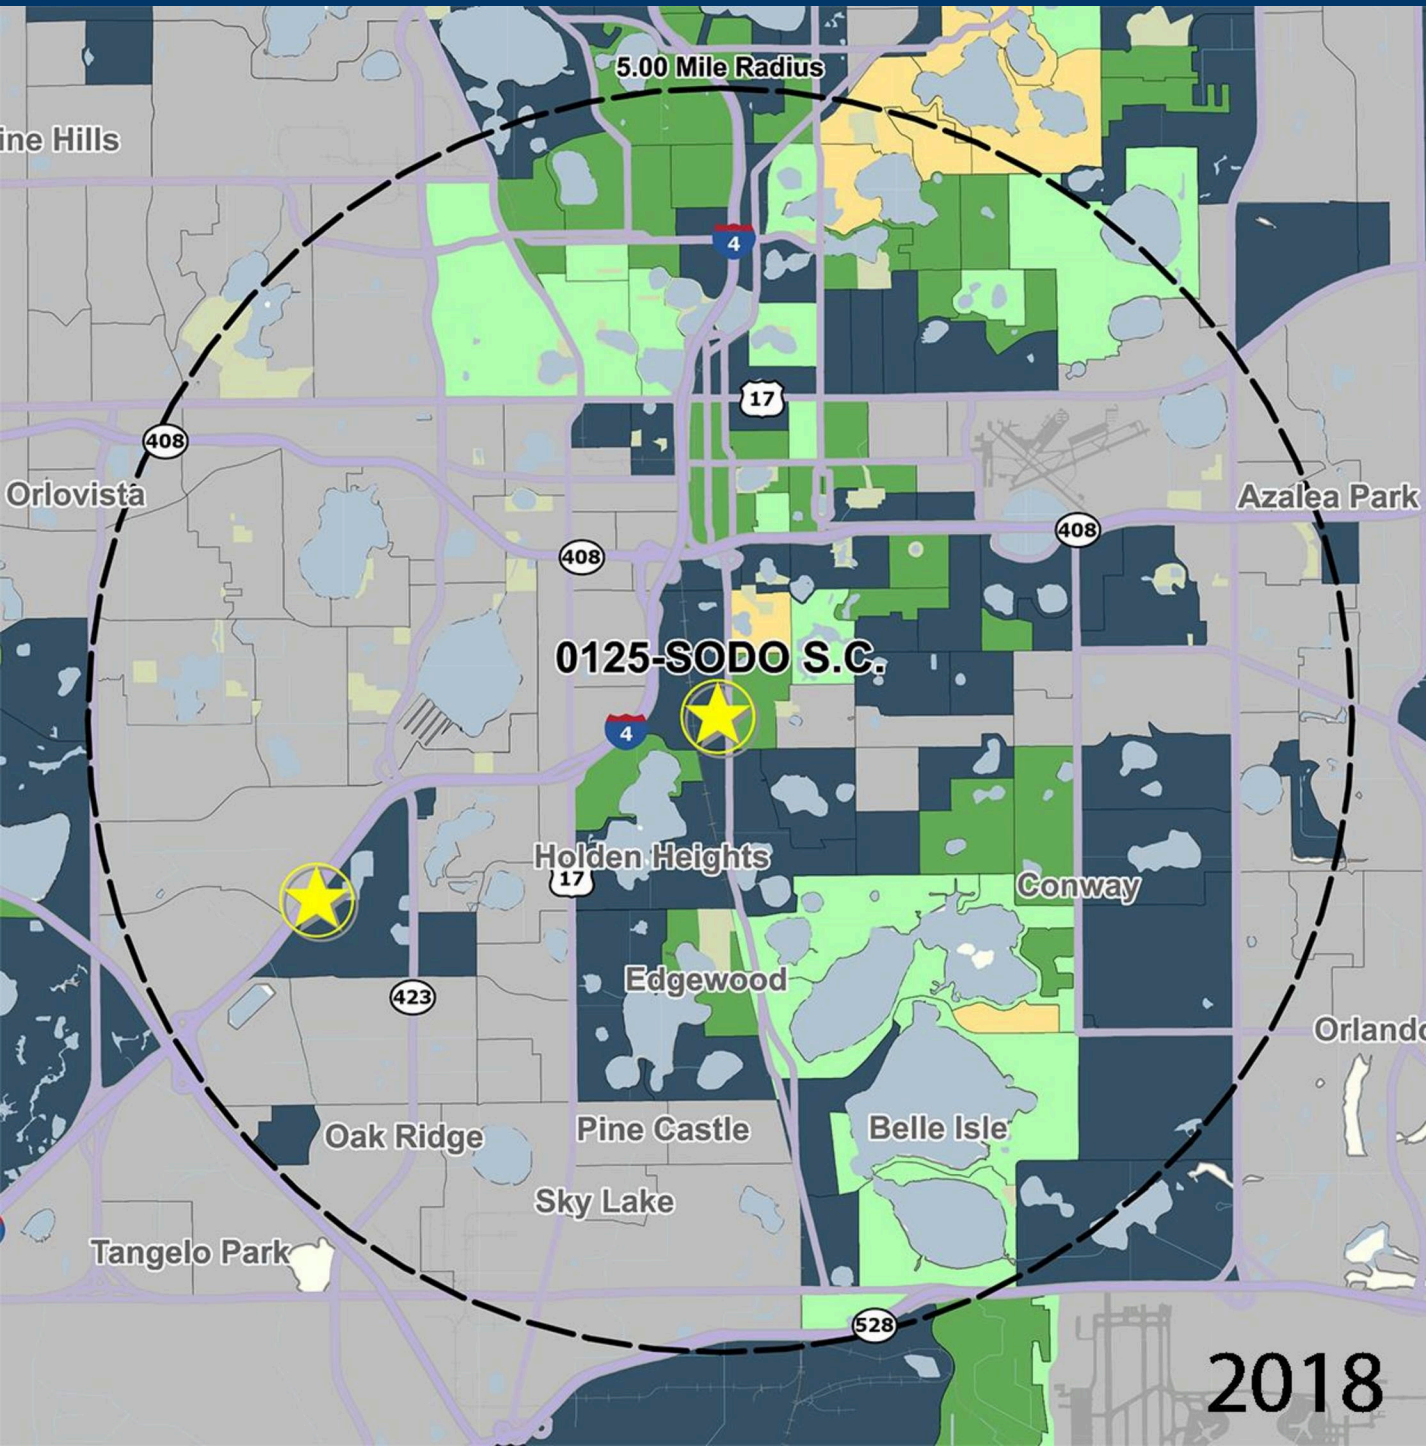 5.00 Mile Radius
ine Hills
4
17
408
Orlovista
Azalea Park
408
408
0125-SODO S.C.
4
Holden Heights
17
Conway
Edgewood
423
Orlando
Oak Ridge
Pine Castle
Belle Isle
Sky Lake
Tangelo Park
528
2018